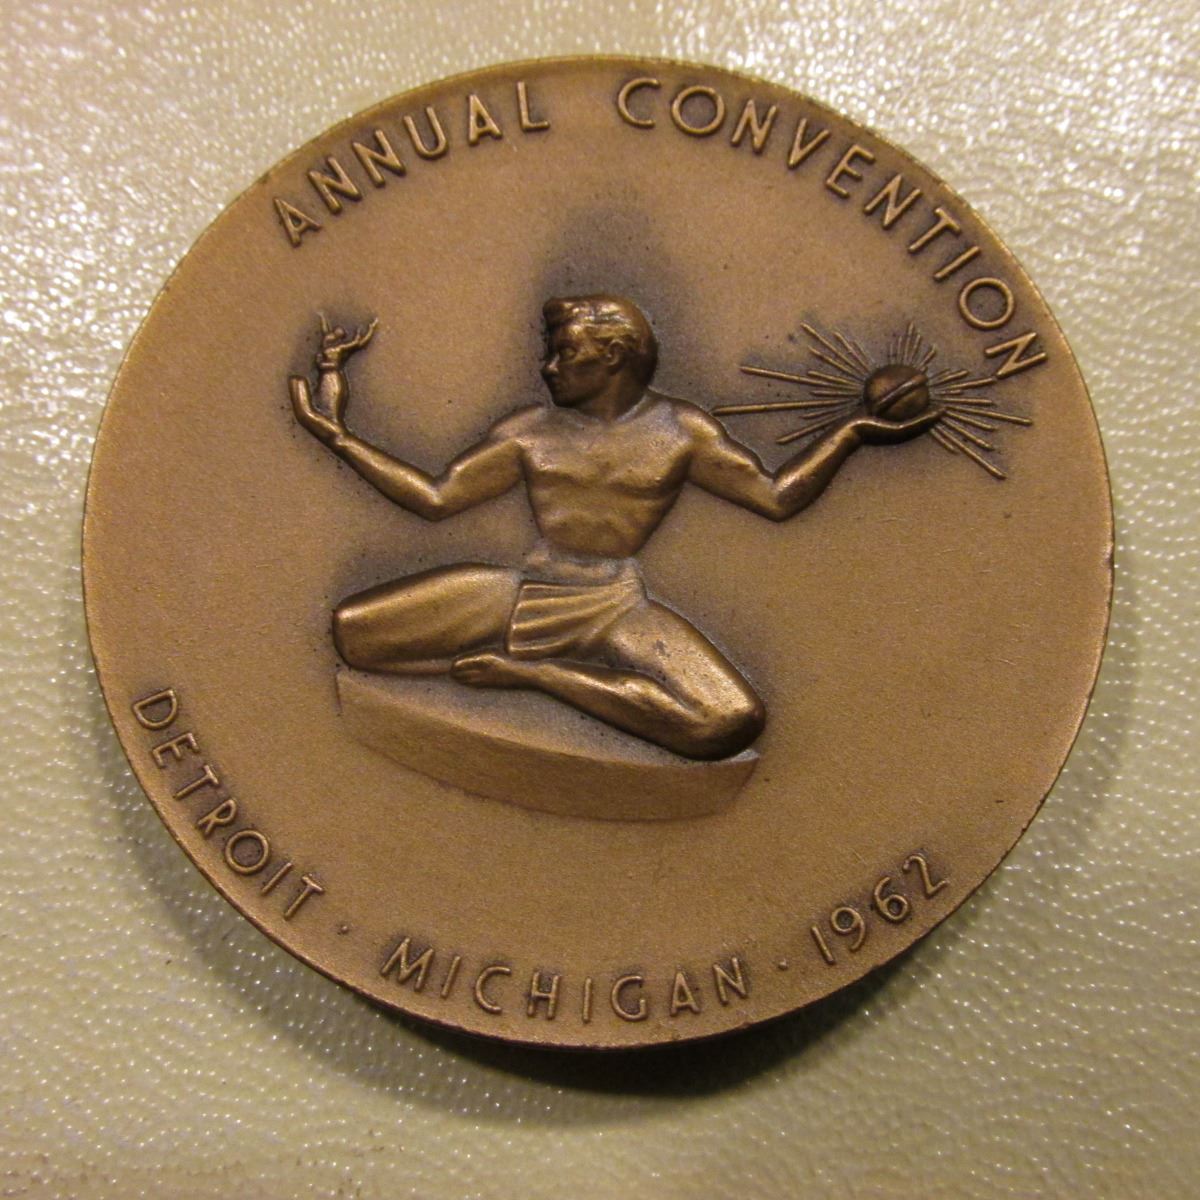 ANNUAL CONVENTION
DETROIT · MICHIGAN · 1962